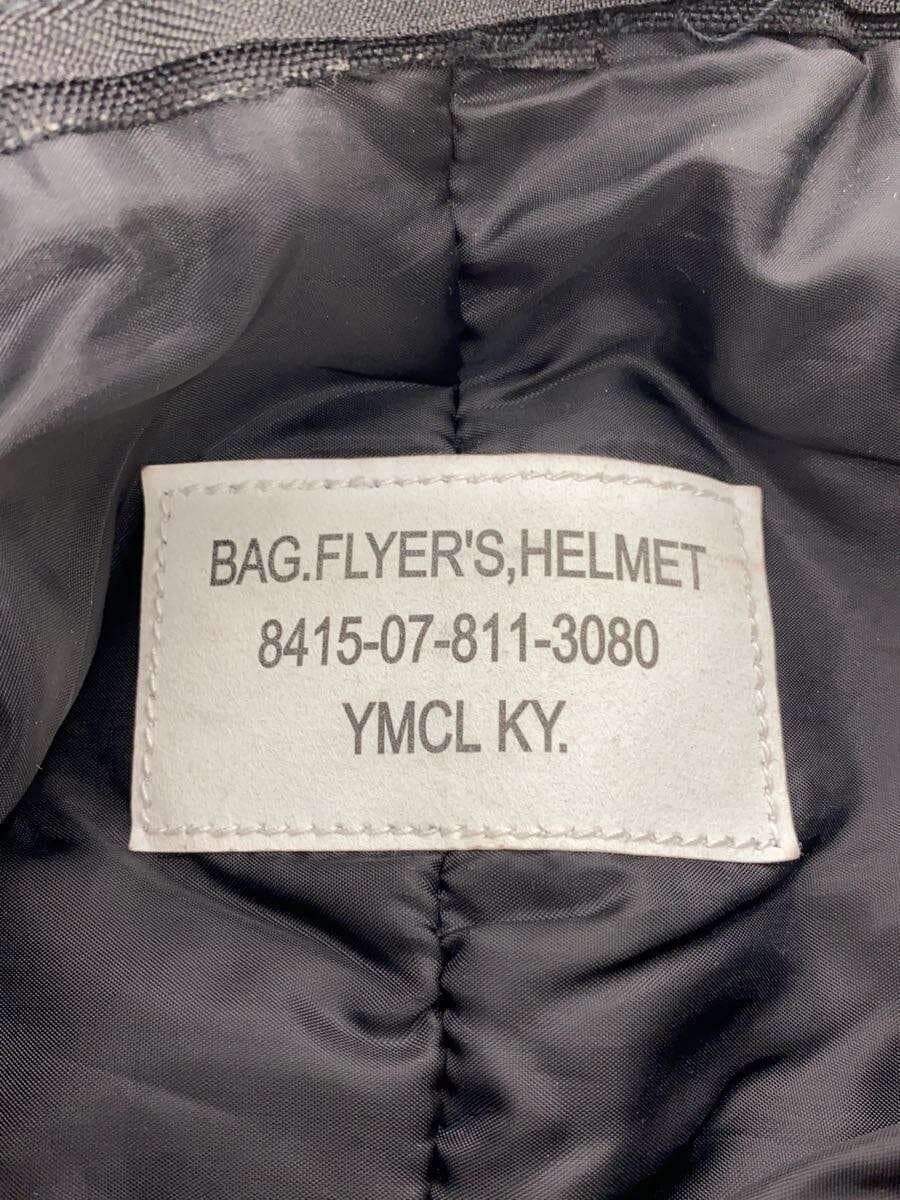 BAG.FLYER'S,HELMET
8415-07-811-3080
YMCL KY.